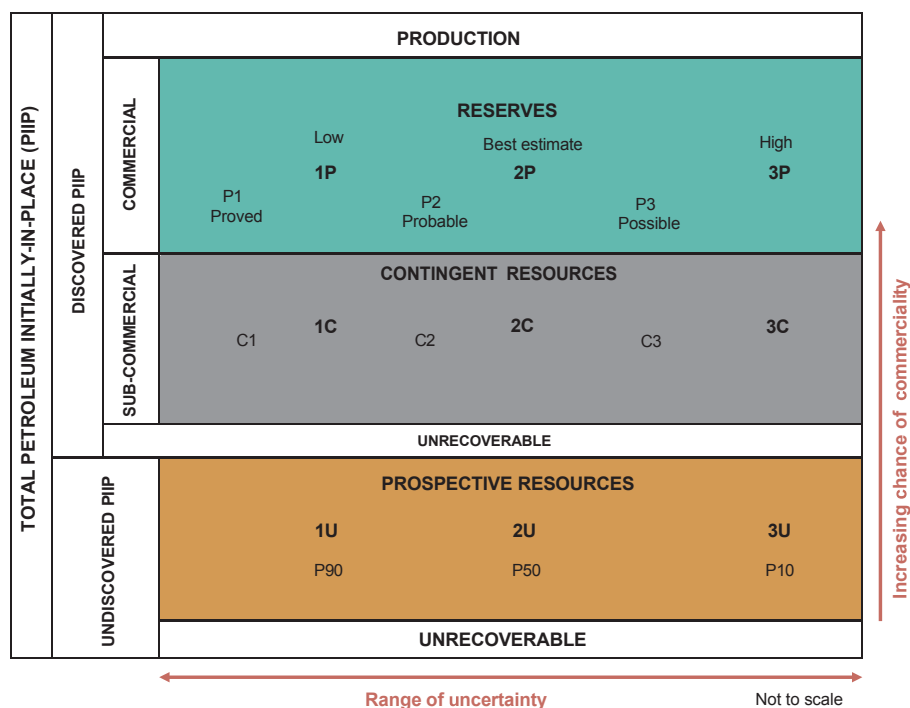 TOTAL PETROLEUM INITIALLY-IN-PLACE (PIIP)
DISCOVERED PIIP
UNDISCOVERED PIIP
COMMERCIAL
SUB-COMMERCIAL
PRODUCTION
RESERVES
Low
Best estimate
High
1P
2P
3P
P1
Proved
P2
Probable
P3
Possible
CONTINGENT RESOURCES
C1
1C
C2
2C
C3
3C
UNRECOVERABLE
PROSPECTIVE RESOURCES
1U
2U
3U
P90
P50
P10
UNRECOVERABLE
Increasing chance of commerciality
Range of uncertainty
Not to scale